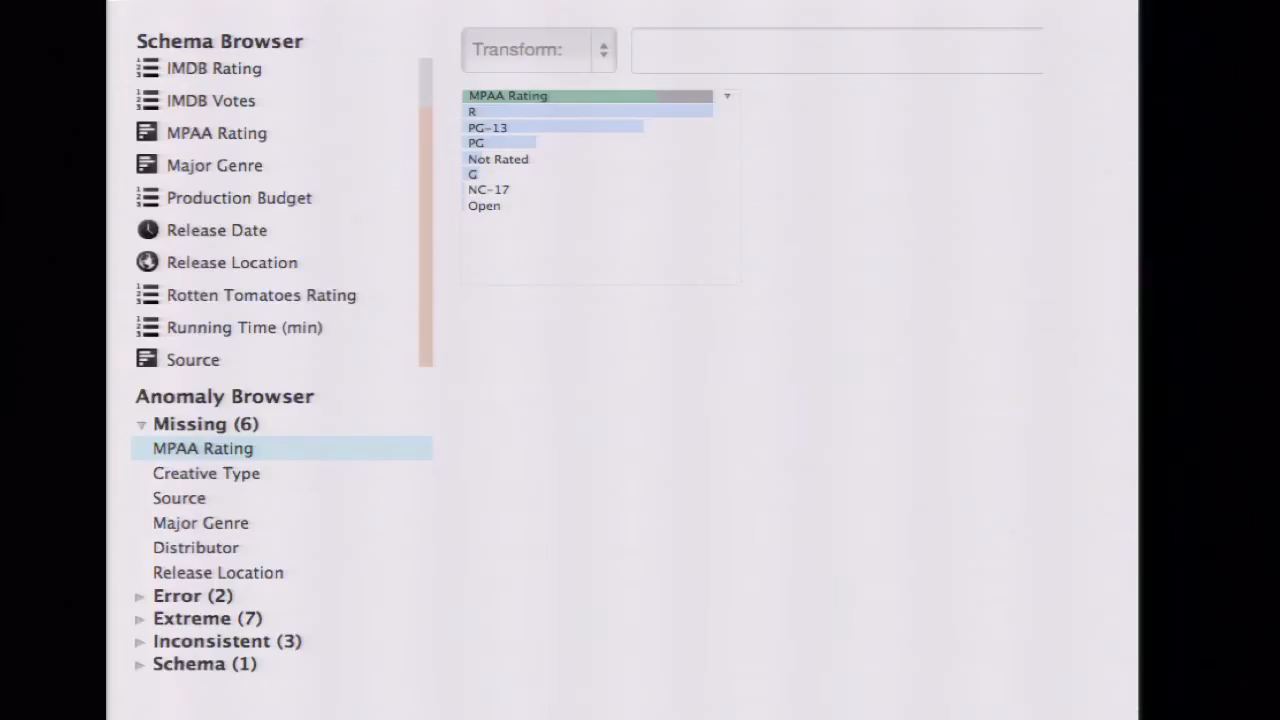 Schema Browser
IMDB Rating
IMDB Votes
MPAA Rating
Major Genre
Production Budget
Release Date
Release Location
Rotten Tomatoes Rating
Running Time (min)
Source
Anomaly Browser
Missing (6)
MPAA Rating
Creative Type
Source
Major Genre
Distributor
Release Location
Error (2)
Extreme (7)
Inconsistent (3)
Schema (1)
Transform:
MPAA Rating
R
PG-13
PG
Not Rated
G
NC-17
Open